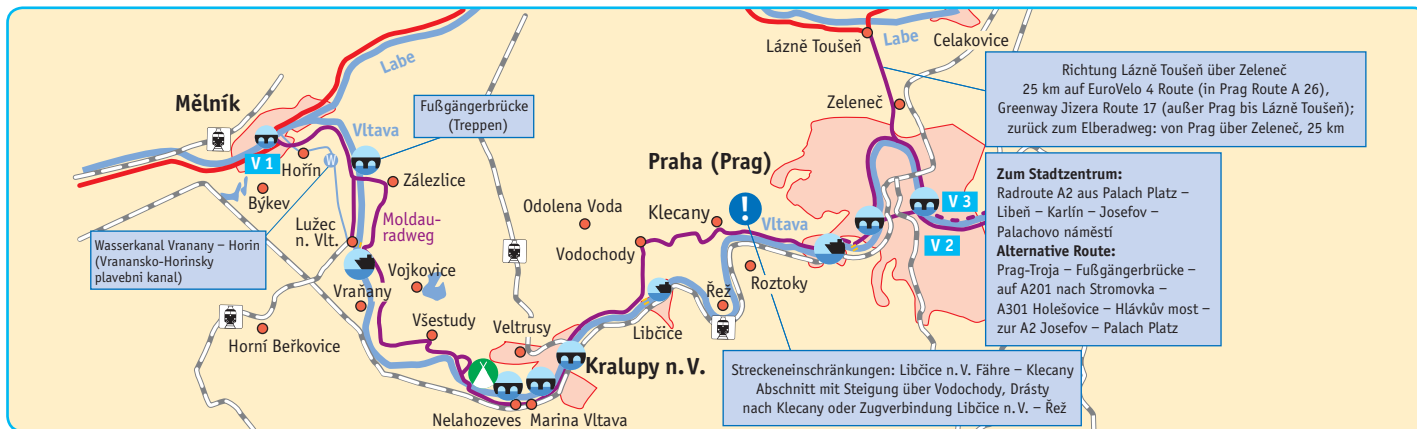 Labe
Mělník
V 1
Hořín
W
Býkev
Vltava
Fußgängerbrücke
(Treppen)
Zálezlice
Lužec
n. Vlt.
Moldau-
radweg
Wasserkanal Vranany – Horin
(Vranansko-Horinsky
plavebni kanal)
Vojkovice
Vraňany
Horní Beřkovice
Všestudy
Veltrusy
Nelahozeves
Marina Vltava
Kralupy n.V.
Odolena Voda
Vodochody
Klecany
Libčice
Řež
Roztoky
!
Vltava
Praha (Prag)
Lázně Toušeň
Labe
Celakovice
Zeleneč
V 3
V 2
Richtung Lázně Toušeň über Zeleneč
25 km auf EuroVelo 4 Route (in Prag Route A 26),
Greenway Jizera Route 17 (außer Prag bis Lázně Toušeň);
zurück zum Elberadweg: von Prag über Zeleneč, 25 km
Zum Stadtzentrum:
Radroute A2 aus Palach Platz –
Libeň – Karlín – Josefov –
Palachovo náměstí
Alternative Route:
Prag-Troja – Fußgängerbrücke –
auf A201 nach Stromovka –
A301 Holešovice – Hlávkův most –
zur A2 Josefov – Palach Platz
Streckeneinschränkungen: Libčice n. V. Fähre – Klecany
Abschnitt mit Steigung über Vodochody, Drásty
nach Klecany oder Zugverbindung Libčice n. V. – Řež